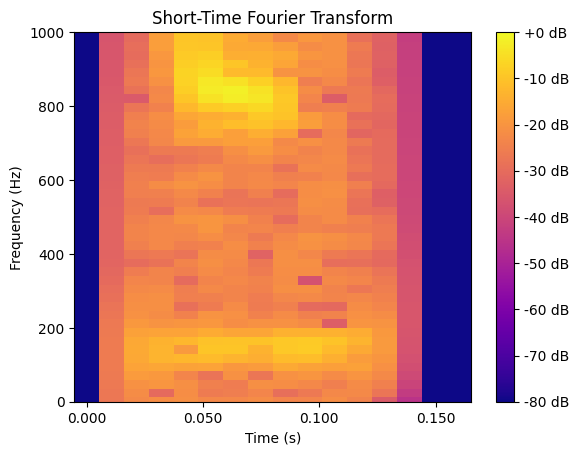 Short-Time Fourier Transform
1000
800
600
400
200
0
Frequency (Hz)
0.000
0.050
0.100
0.150
Time (s)
+0 dB
-10 dB
-20 dB
-30 dB
-40 dB
-50 dB
-60 dB
-70 dB
-80 dB